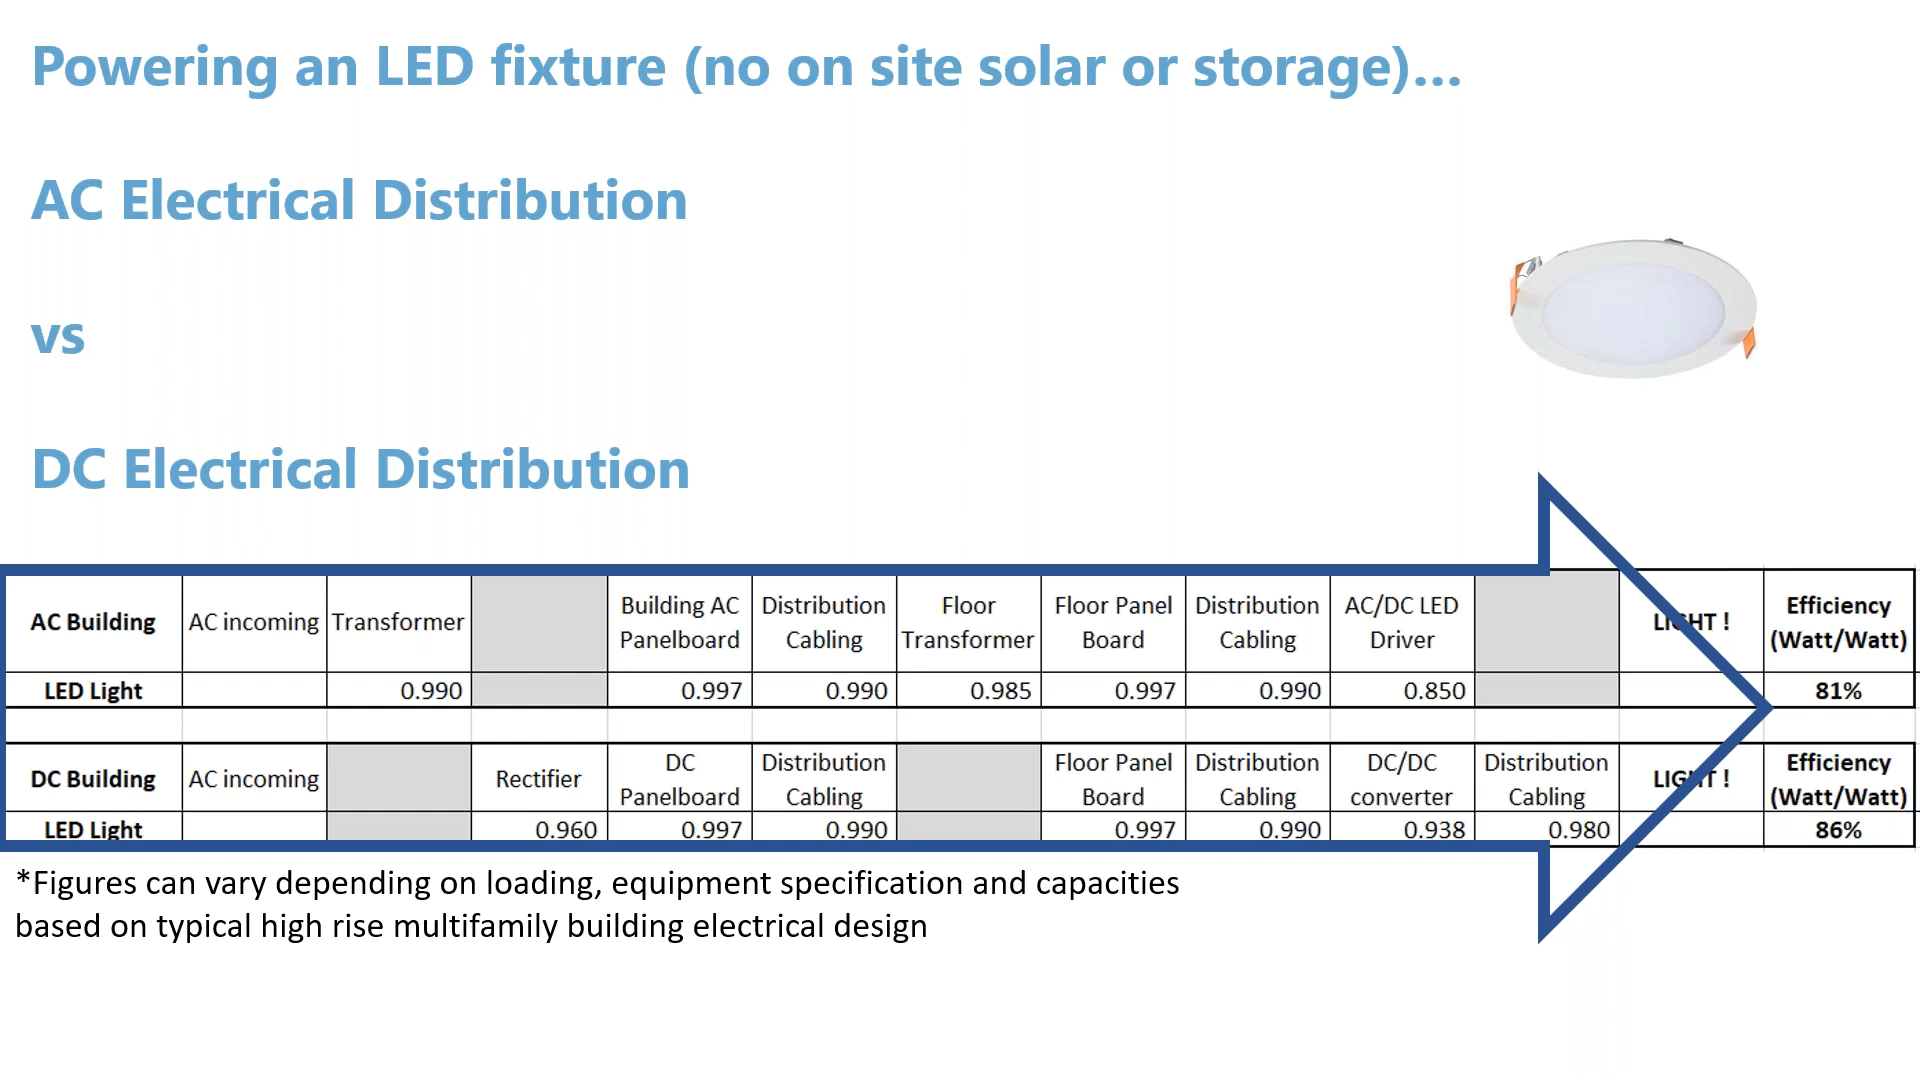 Powering an LED fixture (no on site solar or storage)...
AC Electrical Distribution
vs
DC Electrical Distribution
AC Building AC incoming Transformer Building AC Panelboard Distribution Cabling Floor Transformer Floor Panel Board Distribution Cabling AC/DC LED Driver LIGHT ! Efficiency (Watt/Watt)
LED Light 0.990 0.997 0.990 0.985 0.997 0.990 0.850 81%
DC Building AC incoming Rectifier DC Panelboard Distribution Cabling Floor Panel Board Distribution Cabling DC/DC converter Distribution Cabling LIGHT ! Efficiency (Watt/Watt)
LED Light 0.960 0.997 0.990 0.997 0.990 0.938 0.980 86%
*Figures can vary depending on loading, equipment specification and capacities
based on typical high rise multifamily building electrical design